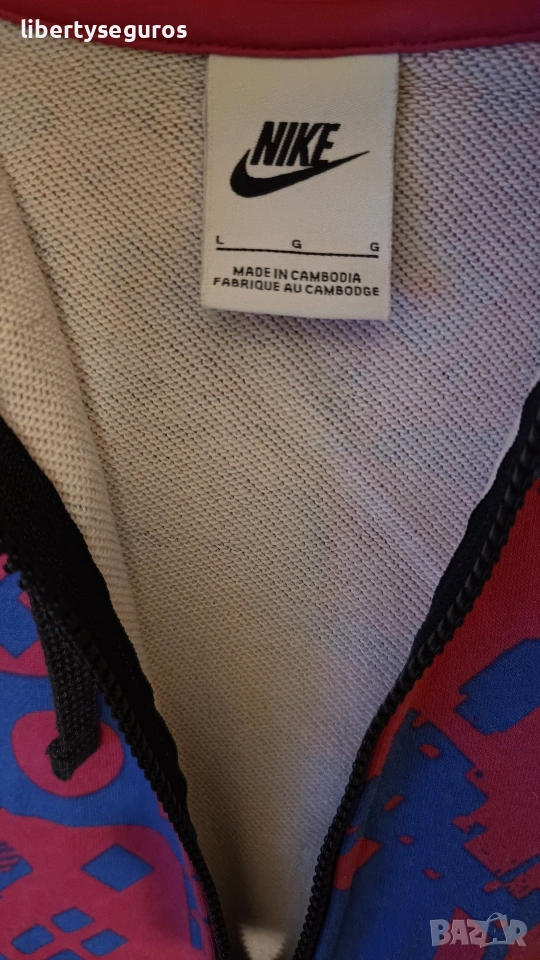 libertyseguros
NIKE
L G G
MADE IN CAMBODIA
FABRIQUE AU CAMBODGE
BAZAR